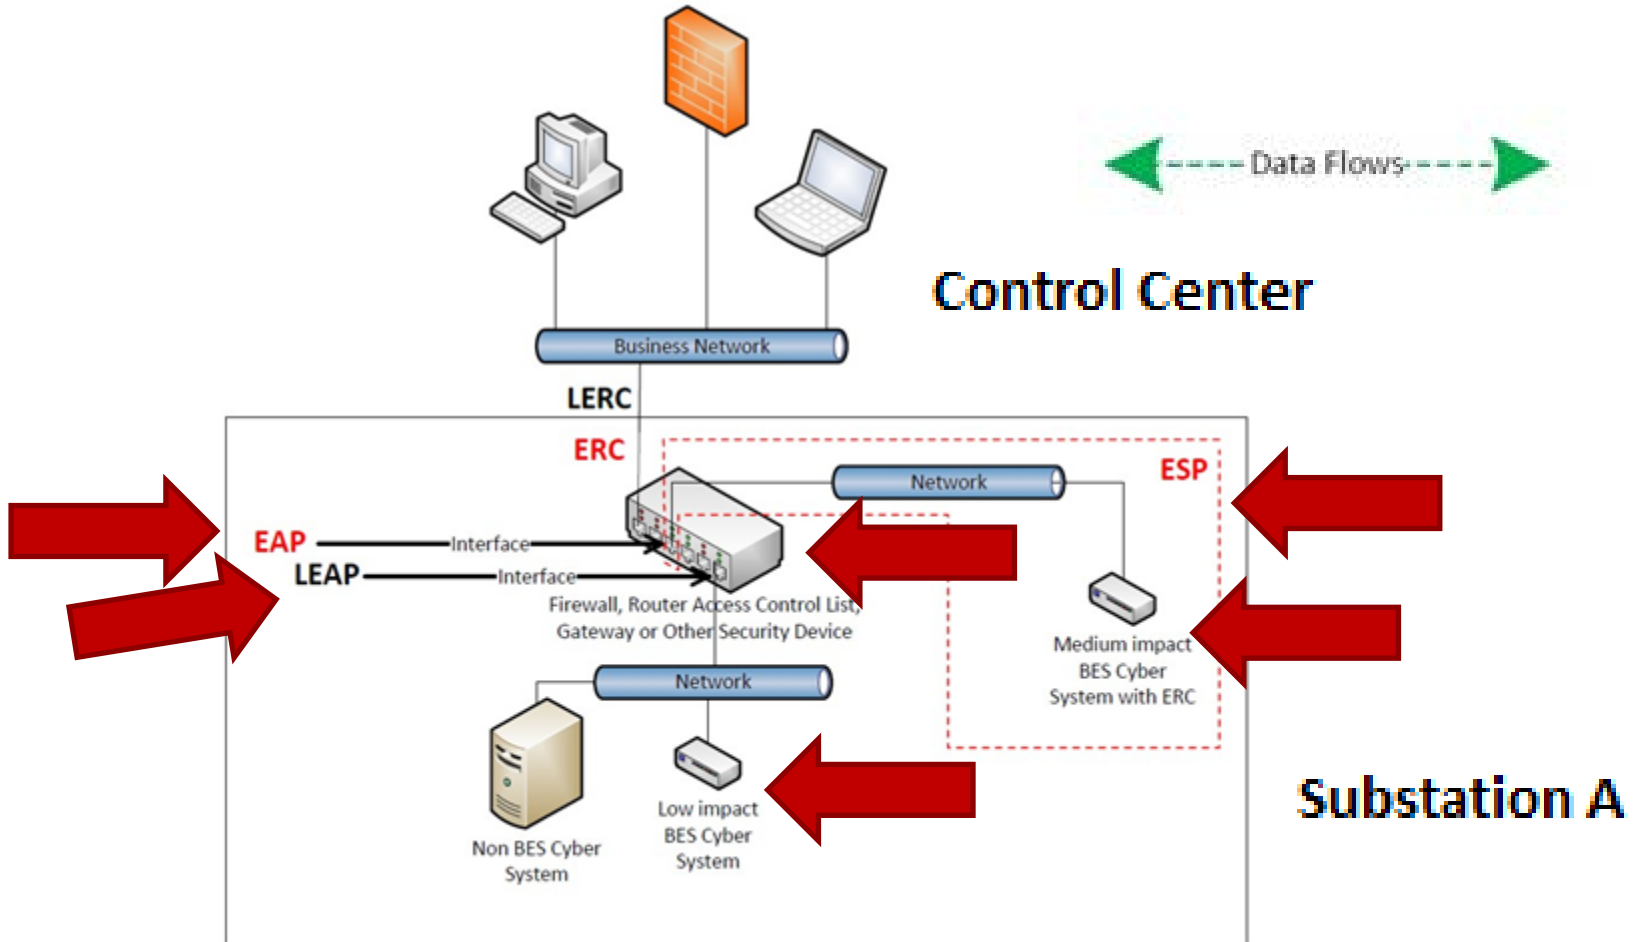 Data Flows
Control Center
Business Network
LERC
ERC
ESP
Network
EAP
Interface
LEAP
Interface
Firewall, Router Access Control List,
Gateway or Other Security Device
Medium impact
BES Cyber
System with ERC
Network
Substation A
Low impact
BES Cyber
System
Non BES Cyber
System